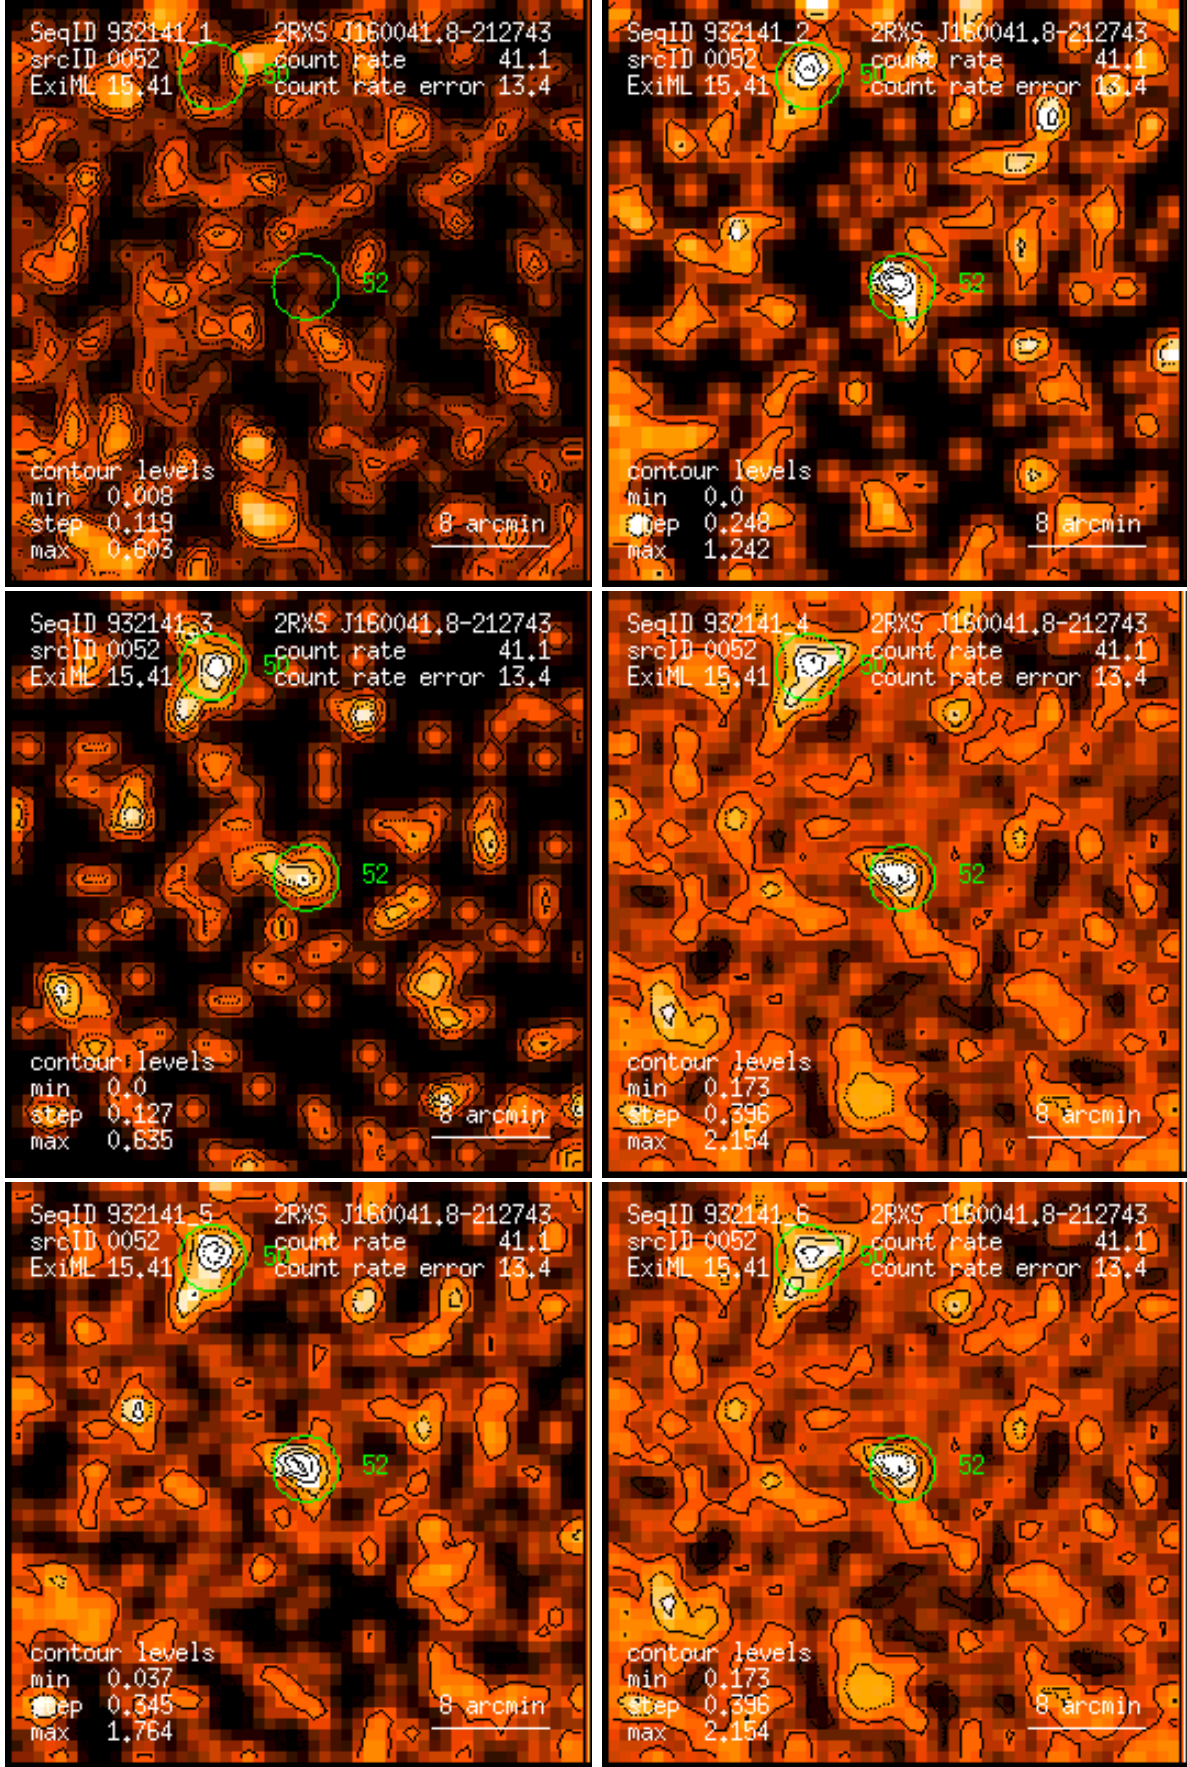 SeqID 932141_1 2RXS J160041.8-212743
srcID 0052 50 count rate 41.1
ExiML 15.41 count rate error 13.4
52
contour levels
min 0.008
step 0.119 8 arcmin
max 0.603
SeqID 932141_2 2RXS J160041.8-212743
srcID 0052 50 count rate 41.1
ExiML 15.41 count rate error 13.4
52
contour levels
min 0.0
step 0.248 8 arcmin
max 1.242
SeqID 932141_3 2RXS J160041.8-212743
srcID 0052 50 count rate 41.1
ExiML 15.41 count rate error 13.4
52
contour levels
min 0.0
step 0.127 8 arcmin
max 0.635
SeqID 932141_4 2RXS J160041.8-212743
srcID 0052 50 count rate 41.1
ExiML 15.41 count rate error 13.4
52
contour levels
min 0.173
step 0.396 8 arcmin
max 2.154
SeqID 932141_5 2RXS J160041.8-212743
srcID 0052 50 count rate 41.1
ExiML 15.41 count rate error 13.4
52
contour levels
min 0.037
step 0.345 8 arcmin
max 1.764
SeqID 932141_6 2RXS J160041.8-212743
srcID 0052 50 count rate 41.1
ExiML 15.41 count rate error 13.4
52
contour levels
min 0.173
step 0.396 8 arcmin
max 2.154